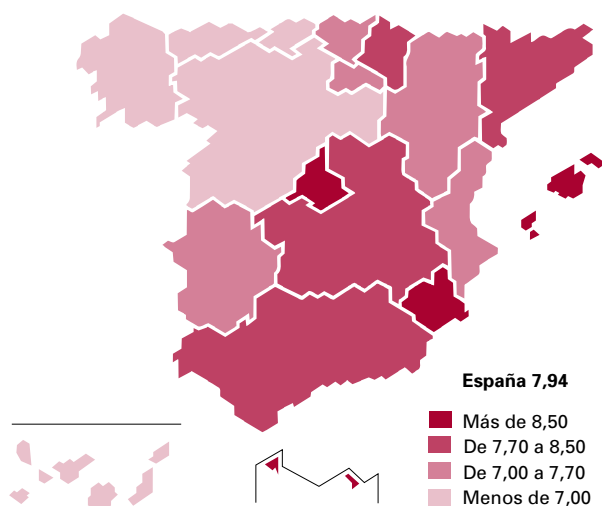 España 7,94
Más de 8,50
De 7,70 a 8,50
De 7,00 a 7,70
Menos de 7,00